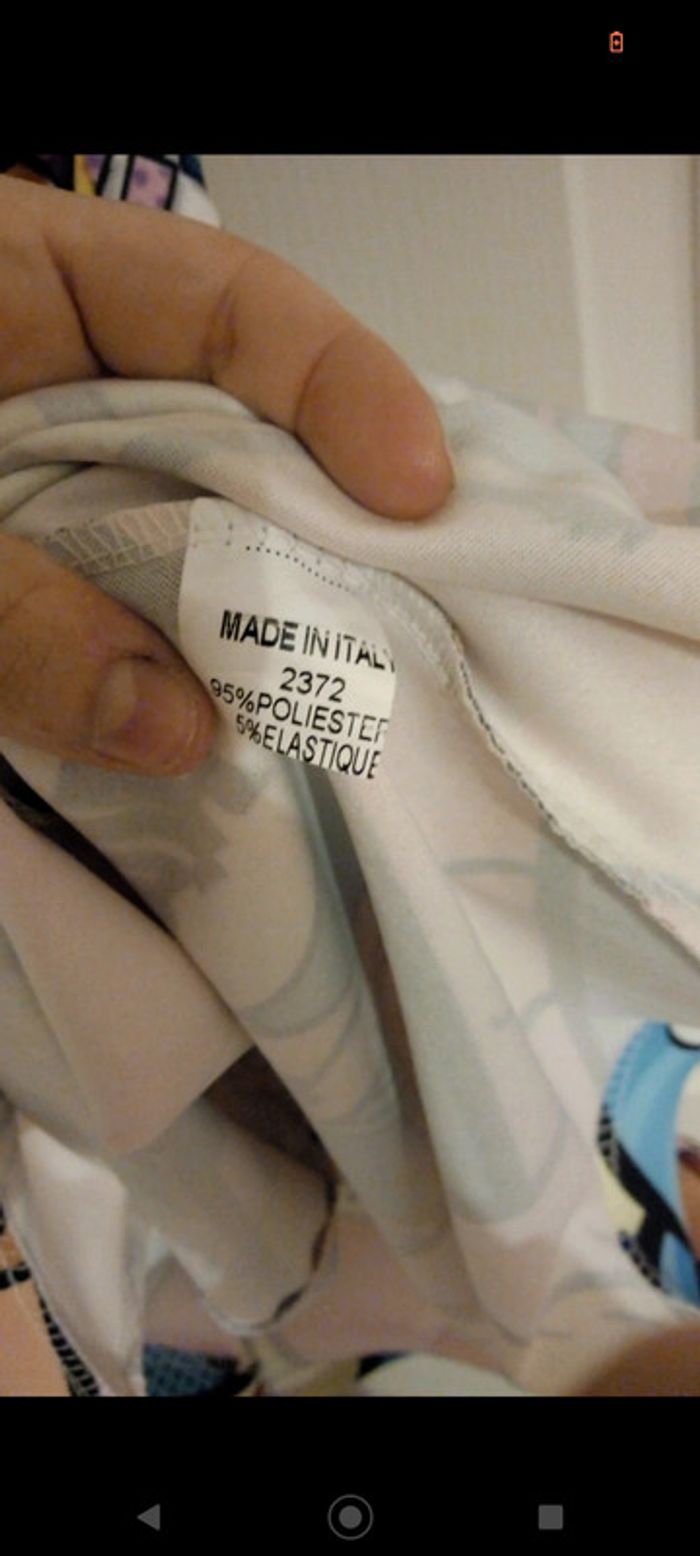 MADE IN ITALY
2372
95%POLIESTER
5%ELASTIQUE